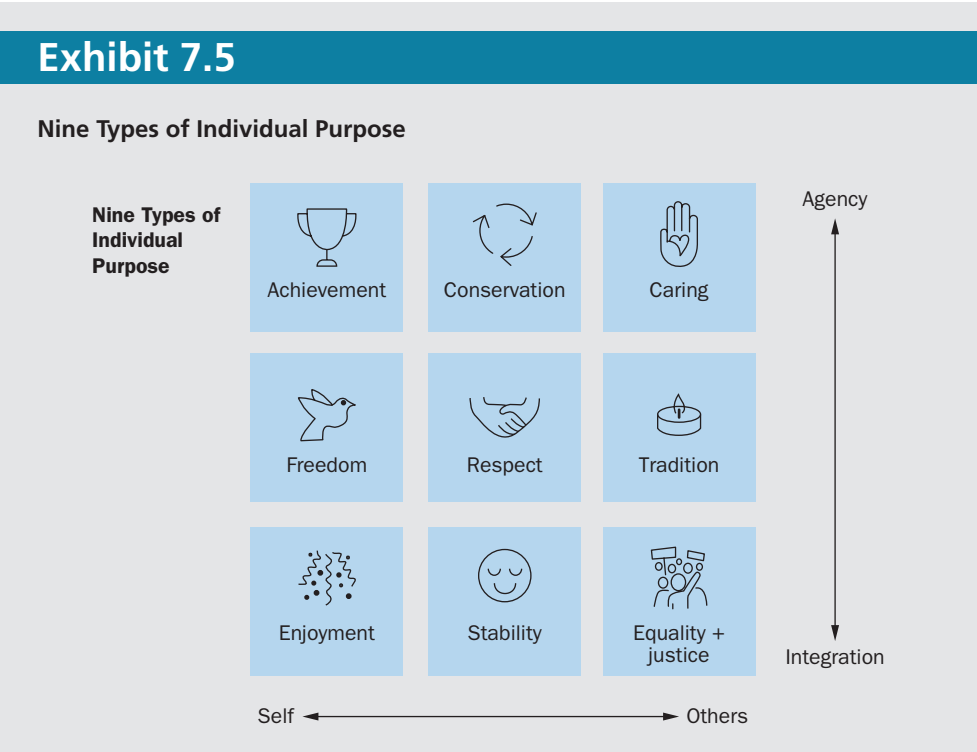 Exhibit 7.5
Nine Types of Individual Purpose
Nine Types of
Individual
Purpose
Achievement
Conservation
Caring
Agency
Freedom
Respect
Tradition
Enjoyment
Stability
Equality +
justice
Integration
Self
Others